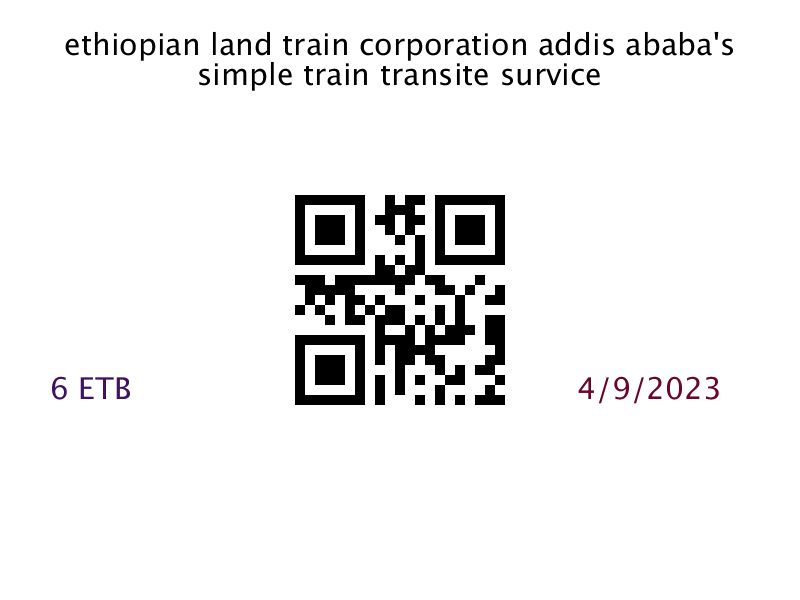 ethiopian land train corporation addis ababa's
simple train transite survice
6 ETB
4/9/2023